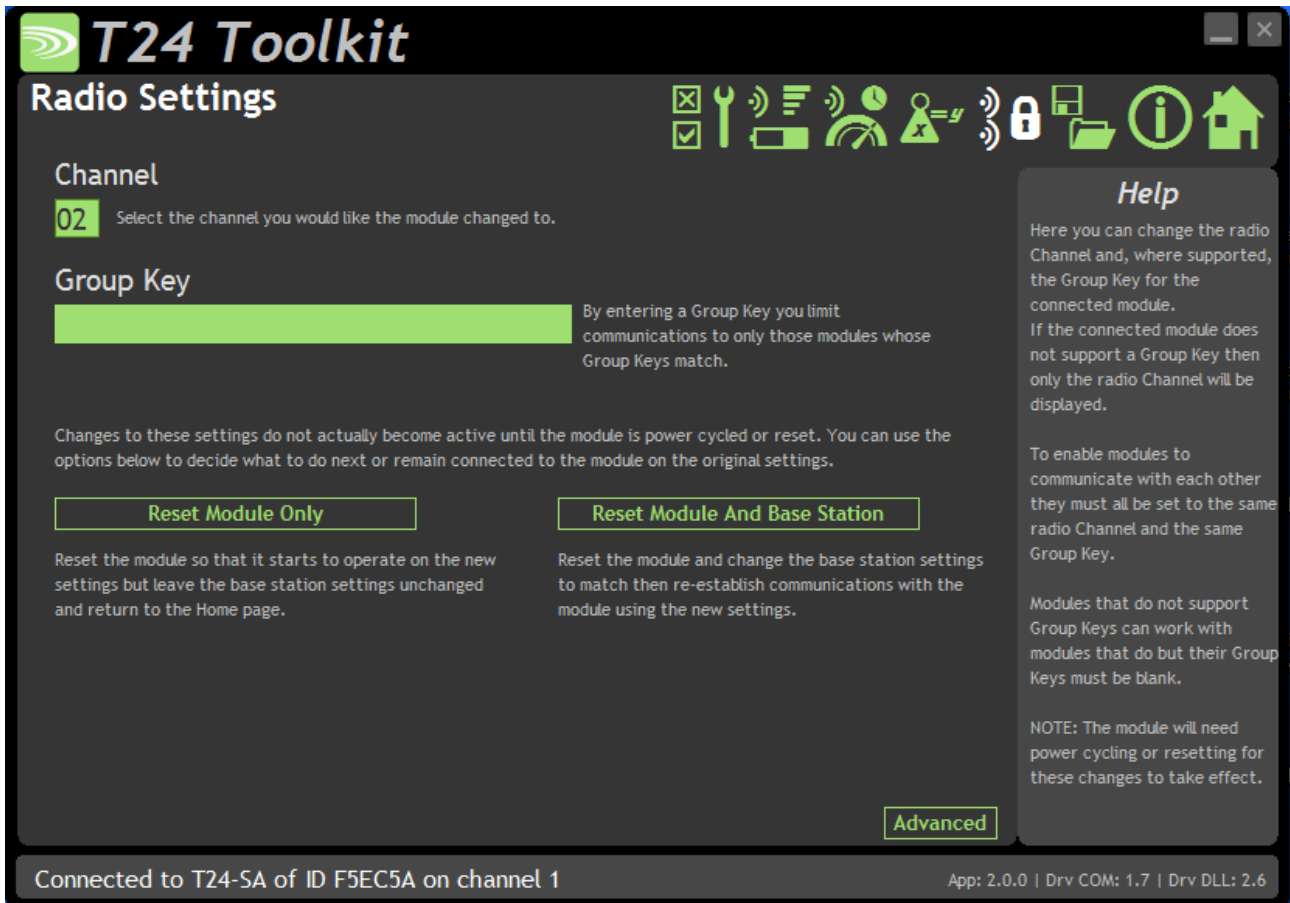 T24 Toolkit
Radio Settings
x=y
Channel
02 Select the channel you would like the module changed to.
Group Key
By entering a Group Key you limit
communications to only those modules whose
Group Keys match.
Changes to these settings do not actually become active until the module is power cycled or reset. You can use the
options below to decide what to do next or remain connected to the module on the original settings.
Reset Module Only
Reset the module so that it starts to operate on the new
settings but leave the base station settings unchanged
and return to the Home page.
Reset Module And Base Station
Reset the module and change the base station settings
to match then re-establish communications with the
module using the new settings.
Advanced
Help
Here you can change the radio
Channel and, where supported,
the Group Key for the
connected module.
If the connected module does
not support a Group Key then
only the radio Channel will be
displayed.
To enable modules to
communicate with each other
they must all be set to the same
radio Channel and the same
Group Key.
Modules that do not support
Group Keys can work with
modules that do but their Group
Keys must be blank.
NOTE: The module will need
power cycling or resetting for
these changes to take effect.
Connected to T24-SA of ID F5EC5A on channel 1
App: 2.0.0 | Drv COM: 1.7 | Drv DLL: 2.6